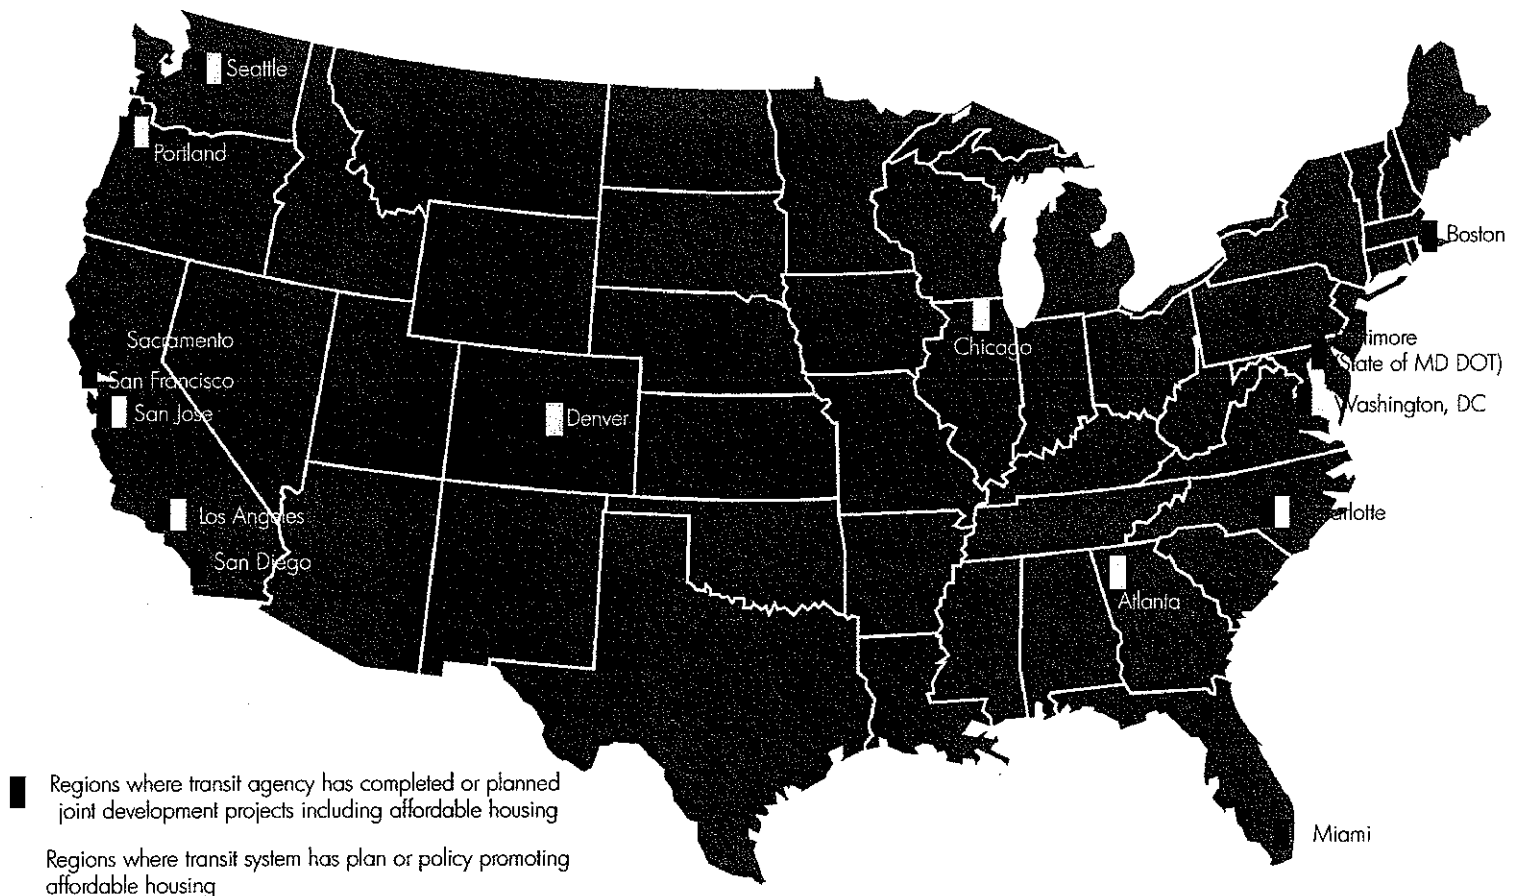 Seattle
Portland
Boston
Sacramento
San Francisco
San Jose
Chicago
Denver
(State of MD DOT)
Washington, DC
Los Angeles
San Diego
Atlanta
Miami
Regions where transit agency has completed or planned
joint development projects including affordable housing
Regions where transit system has plan or policy promoting
affordable housing